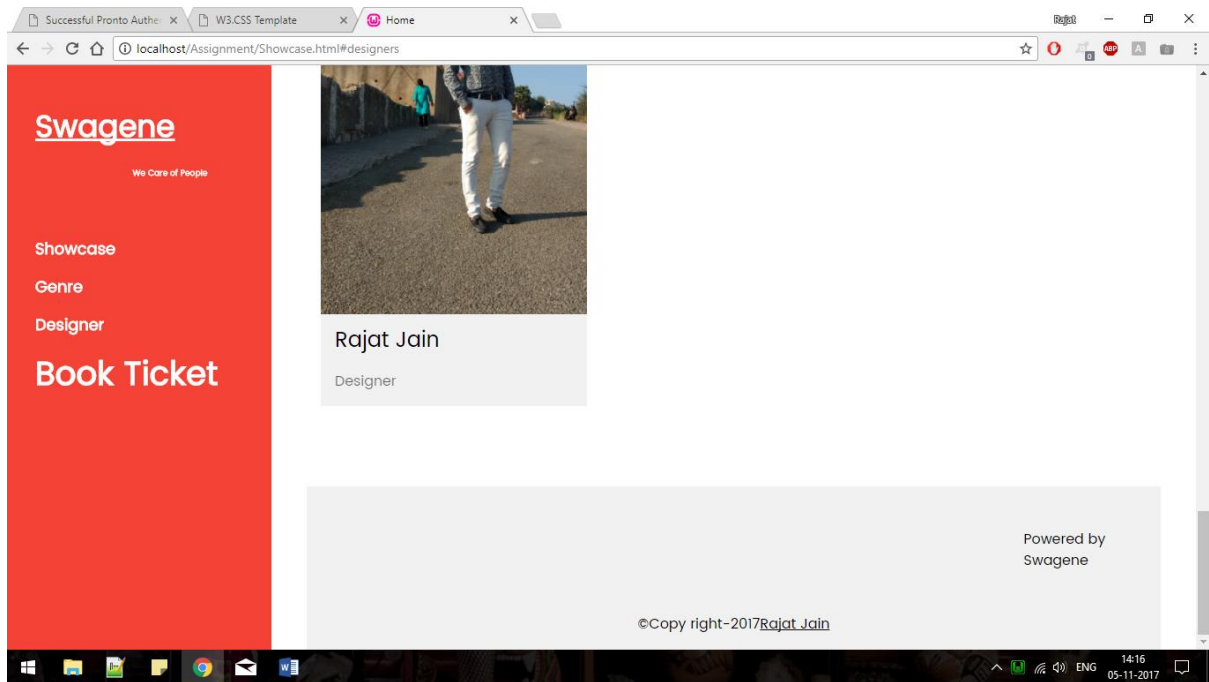 Successful Pronto Authe
W3.CSS Template
Home
Rajat
localhost/Assignment/Showcase.html#designers
ABP
A
0
Swagene
We Care of People
Showcase
Genre
Designer
Book Ticket
Rajat Jain
Designer
Powered by
Swagene
©Copy right-2017Rajat Jain
ENG
14:16
05-11-2017